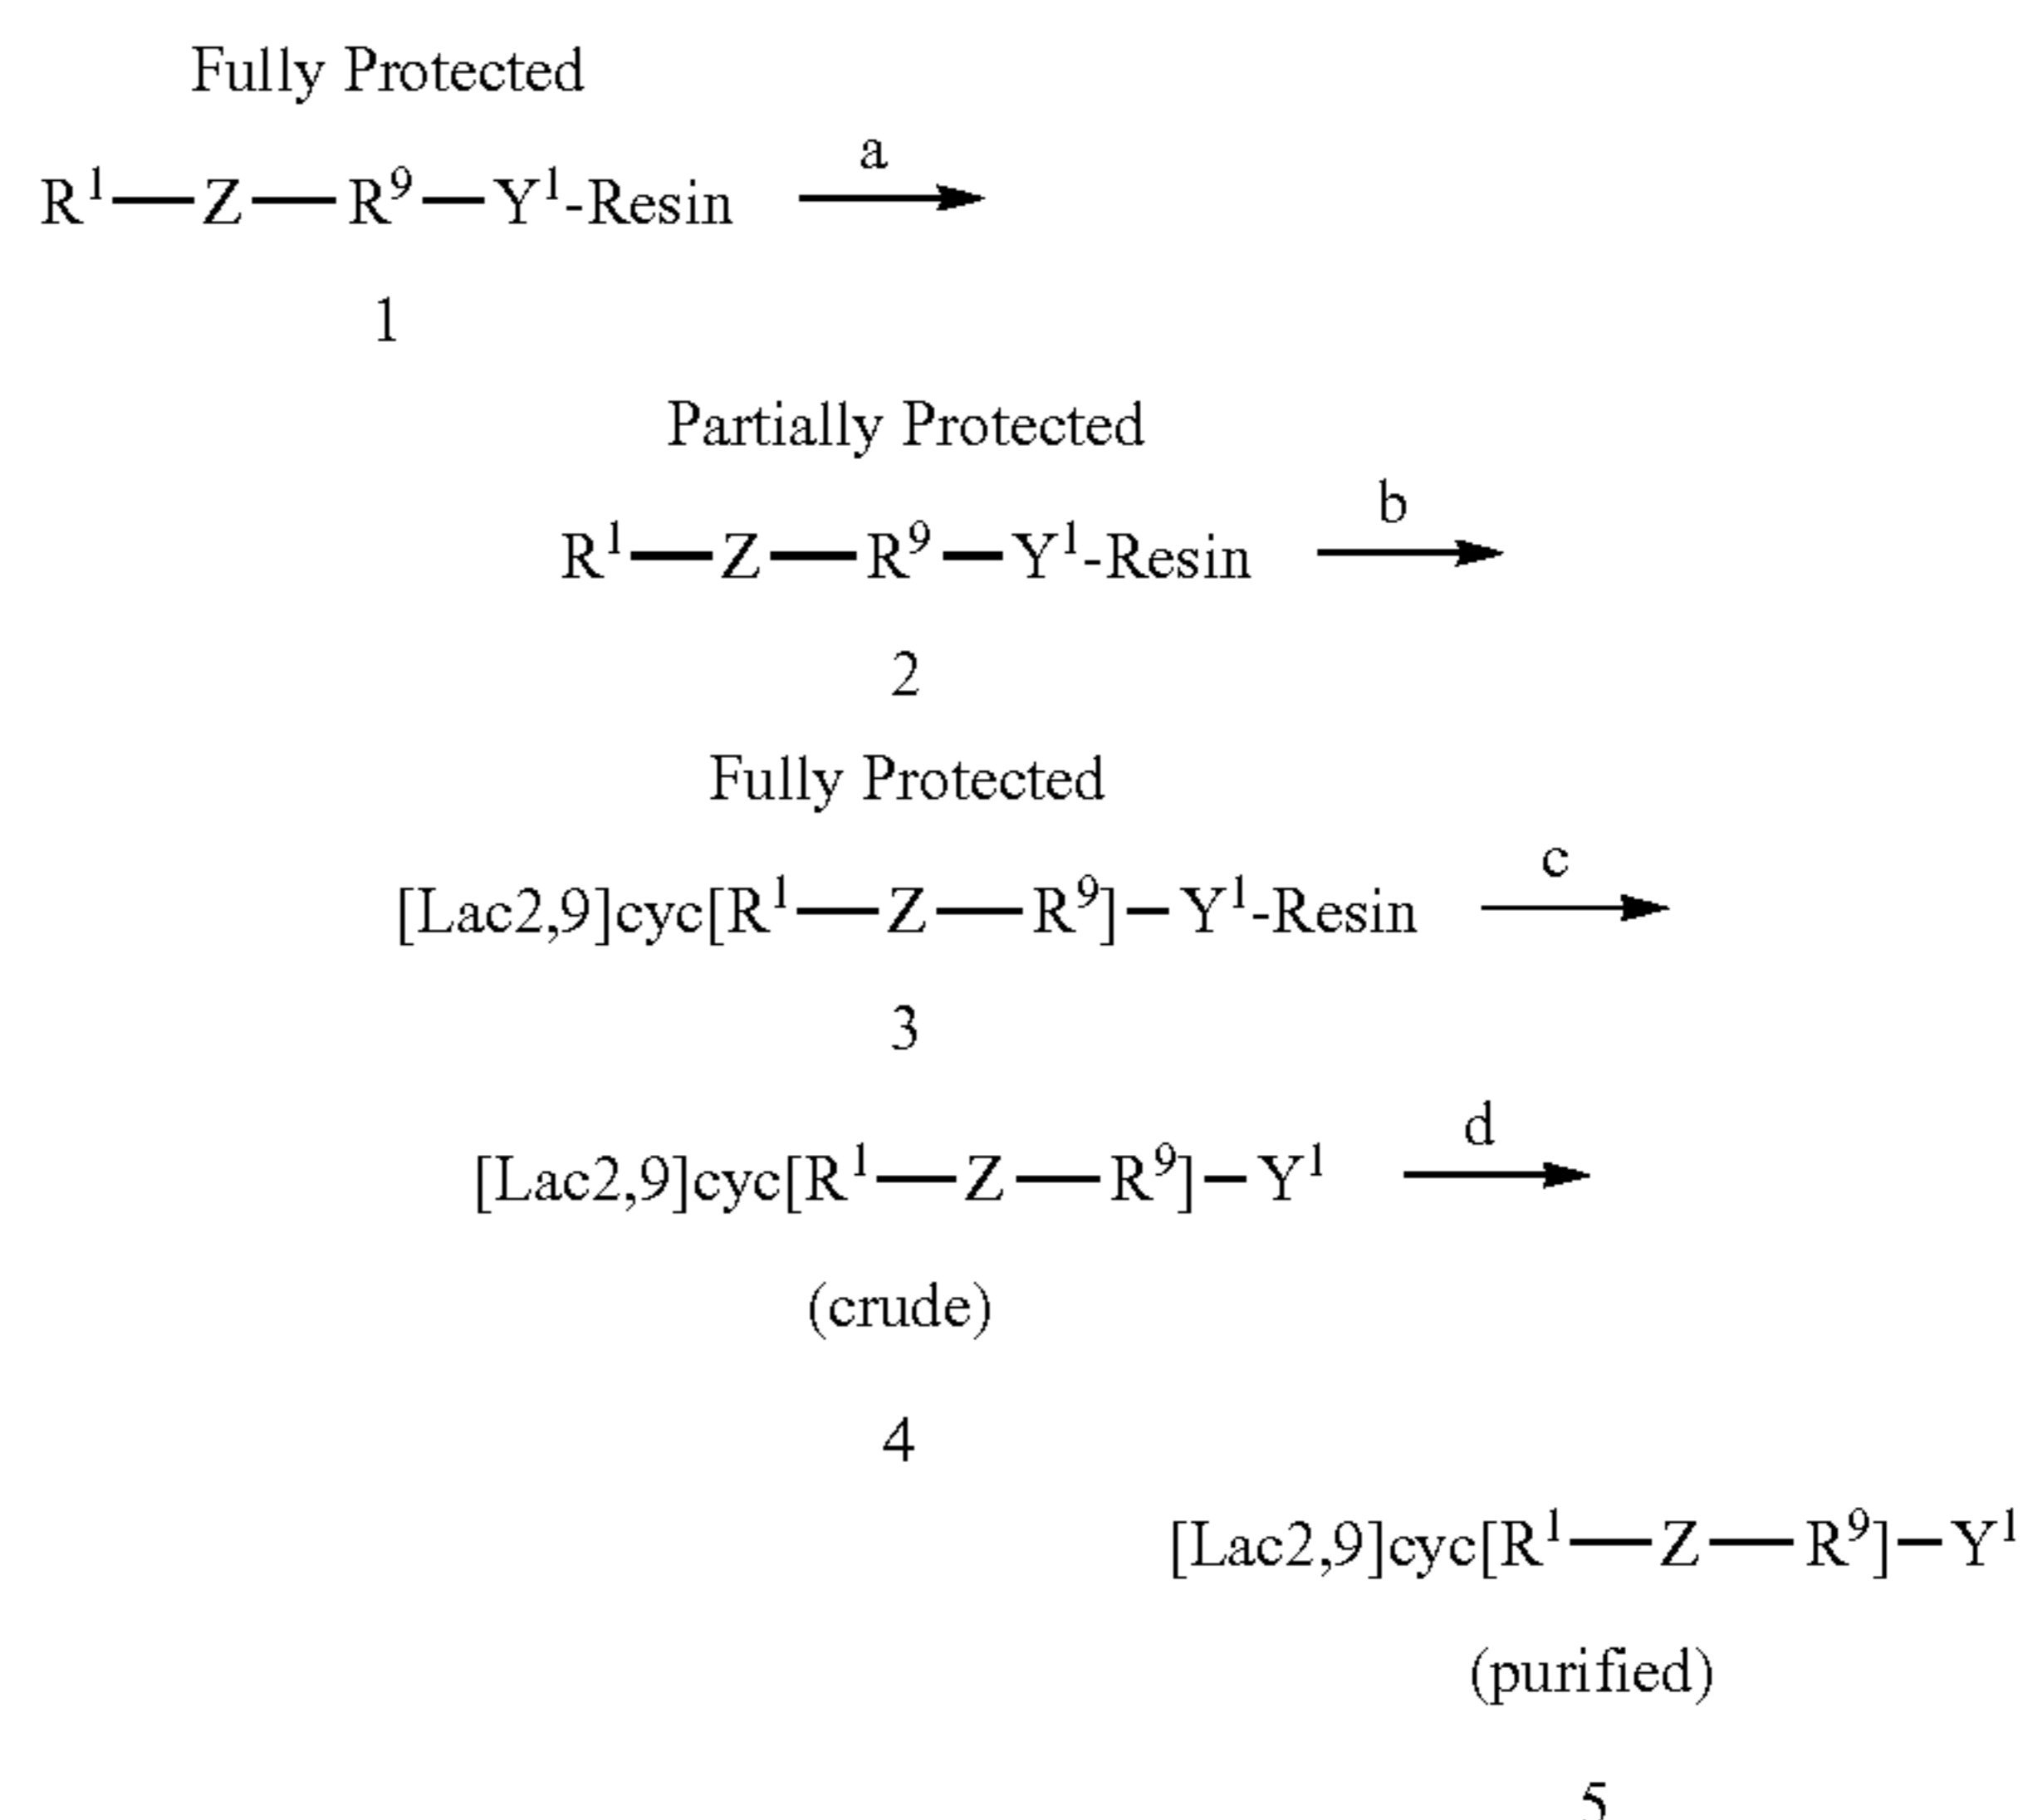 Fully Protected
a
R¹—Z—R⁹—Y¹-Resin
1
Partially Protected
b
R¹—Z—R⁹—Y¹-Resin
2
Fully Protected
c
[Lac2,9]cyc[R¹—Z—R⁹]—Y¹-Resin
3
d
[Lac2,9]cyc[R¹—Z—R⁹]—Y¹
(crude)
4
[Lac2,9]cyc[R¹—Z—R⁹]—Y¹
(purified)
5